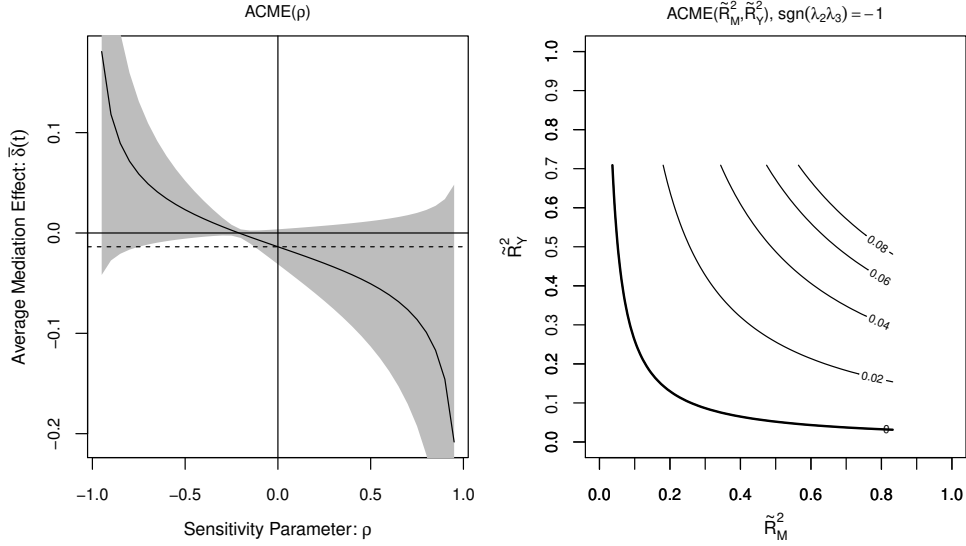 ACME(ρ)
Average Mediation Effect: δ̄(t)
0.1
0.0
−0.1
−0.2
−1.0 −0.5 0.0 0.5 1.0
Sensitivity Parameter: ρ
ACME(R̃²M,R̃²Y), sgn(λ2λ3) = −1
R̃²Y
1.0
0.9
0.8
0.7
0.6
0.5
0.4
0.3
0.2
0.1
0.0
0.08
0.06
0.04
0.02
0
0.0 0.2 0.4 0.6 0.8 1.0
R̃²M